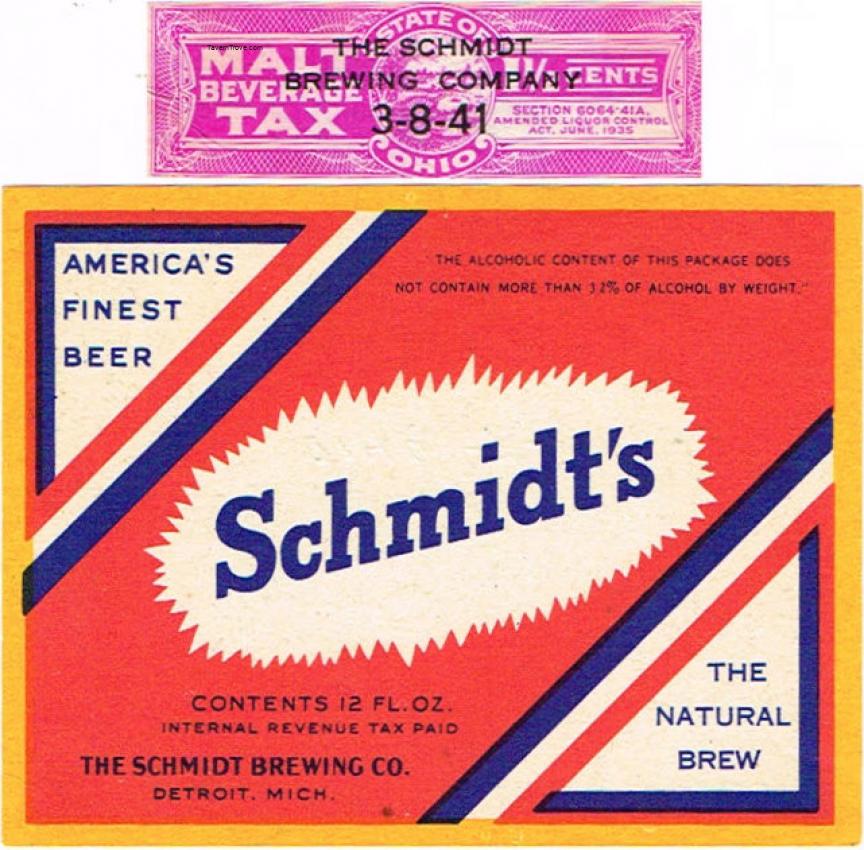 TavernTrove.com
STATE OF
THE SCHMIDT
MALT
BREWING COMPANY
CENTS
BEVERAGE
TAX
3-8-41
SECTION 6064-41A,
AMENDED LIQUOR CONTROL
ACT, JUNE, 1935
OHIO
AMERICA'S
FINEST
BEER
"THE ALCOHOLIC CONTENT OF THIS PACKAGE DOES
NOT CONTAIN MORE THAN 3.2% OF ALCOHOL BY WEIGHT."
Schmidt's
CONTENTS 12 FL.OZ.
INTERNAL REVENUE TAX PAID
THE SCHMIDT BREWING CO.
DETROIT, MICH.
THE
NATURAL
BREW